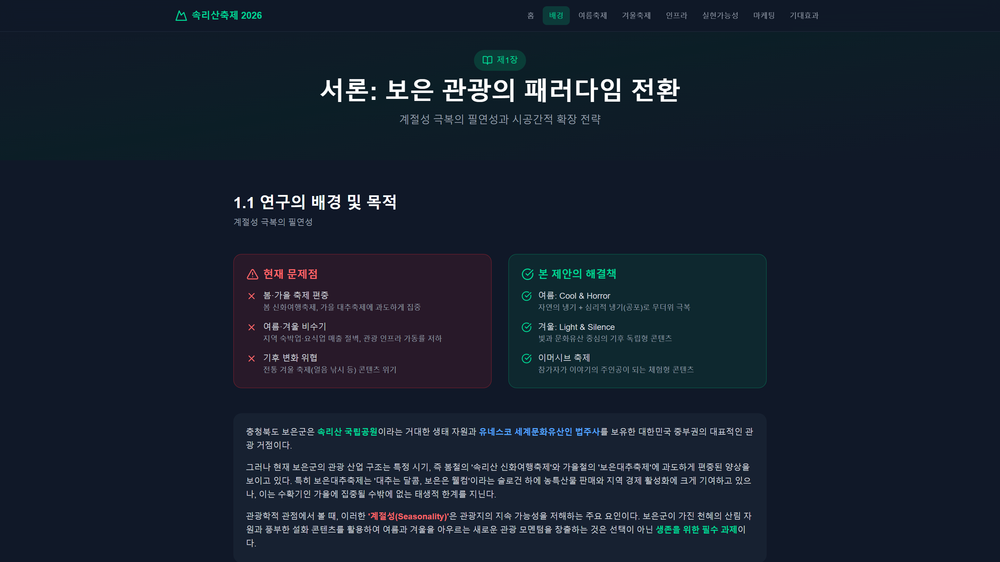 속리산축제 2026
홈
배경
여름축제
겨울축제
인프라
실현가능성
마케팅
기대효과
제1장
서론: 보은 관광의 패러다임 전환
계절성 극복의 필연성과 시공간적 확장 전략
1.1 연구의 배경 및 목적
계절성 극복의 필연성
현재 문제점
봄·가을 축제 편중
봄 신화여행축제, 가을 대추축제에 과도하게 집중
여름·겨울 비수기
지역 숙박업·요식업 매출 절벽, 관광 인프라 가동률 저하
기후 변화 위협
전통 겨울 축제(얼음 낚시 등) 콘텐츠 위기
본 제안의 해결책
여름: Cool & Horror
자연의 냉기 + 심리적 냉기(공포)로 무더위 극복
겨울: Light & Silence
빛과 문화유산 중심의 기후 독립형 콘텐츠
이머시브 축제
참가자가 이야기의 주인공이 되는 체험형 콘텐츠
충청북도 보은군은 속리산 국립공원이라는 거대한 생태 자원과 유네스코 세계문화유산인 법주사를 보유한 대한민국 중부권의 대표적인 관
광 거점이다.
그러나 현재 보은군의 관광 산업 구조는 특정 시기, 즉 봄철의 '속리산 신화여행축제'와 가을철의 '보은대추축제'에 과도하게 편중된 양상을
보이고 있다. 특히 보은대추축제는 '대추는 달콤, 보은은 웰컴'이라는 슬로건 하에 농특산물 판매와 지역 경제 활성화에 크게 기여하고 있으
나, 이는 수확기인 가을에 집중될 수밖에 없는 태생적 한계를 지닌다.
관광학적 관점에서 볼 때, 이러한 '계절성(Seasonality)'은 관광지의 지속 가능성을 저해하는 주요 요인이다. 보은군이 가진 천혜의 산림 자
원과 풍부한 설화 콘텐츠를 활용하여 여름과 겨울을 아우르는 새로운 관광 모멘텀을 창출하는 것은 선택이 아닌 생존을 위한 필수 과제이
다.